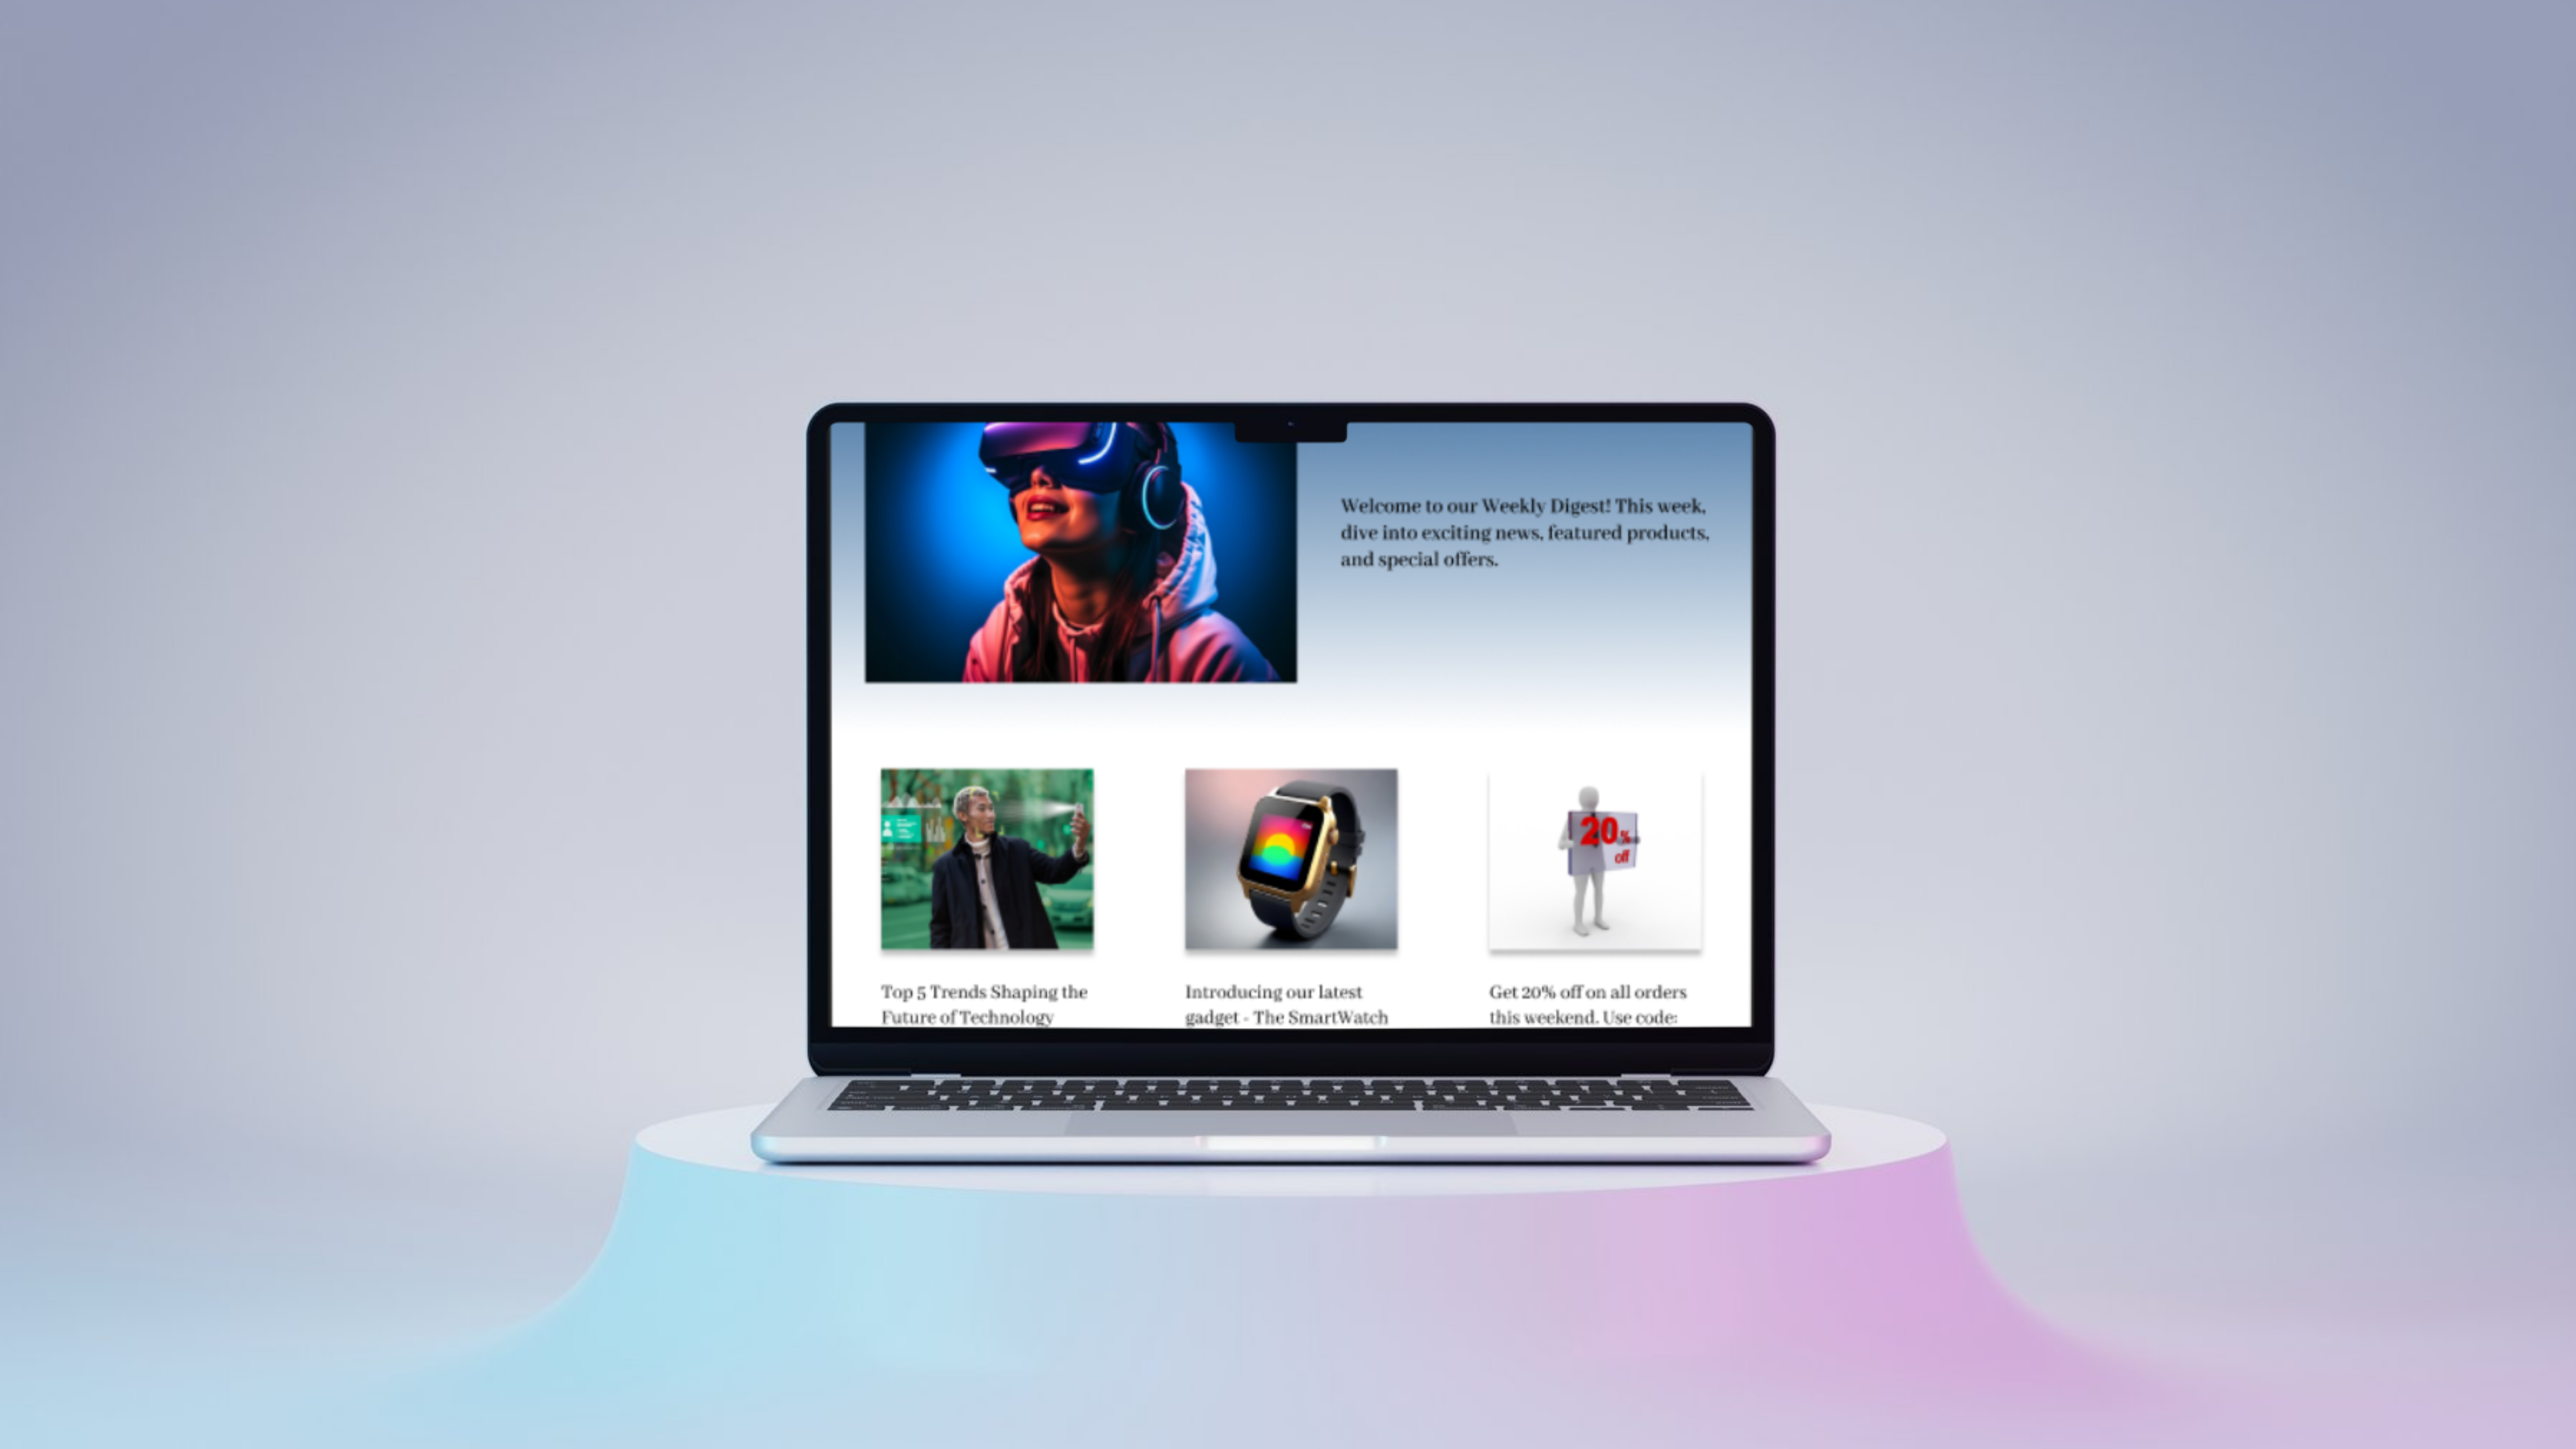 Welcome to our Weekly Digest! This week,
dive into exciting news, featured products,
and special offers.
20%
off
Top 5 Trends Shaping the
Future of Technology
Introducing our latest
gadget - The SmartWatch
Get 20% off on all orders
this weekend. Use code: